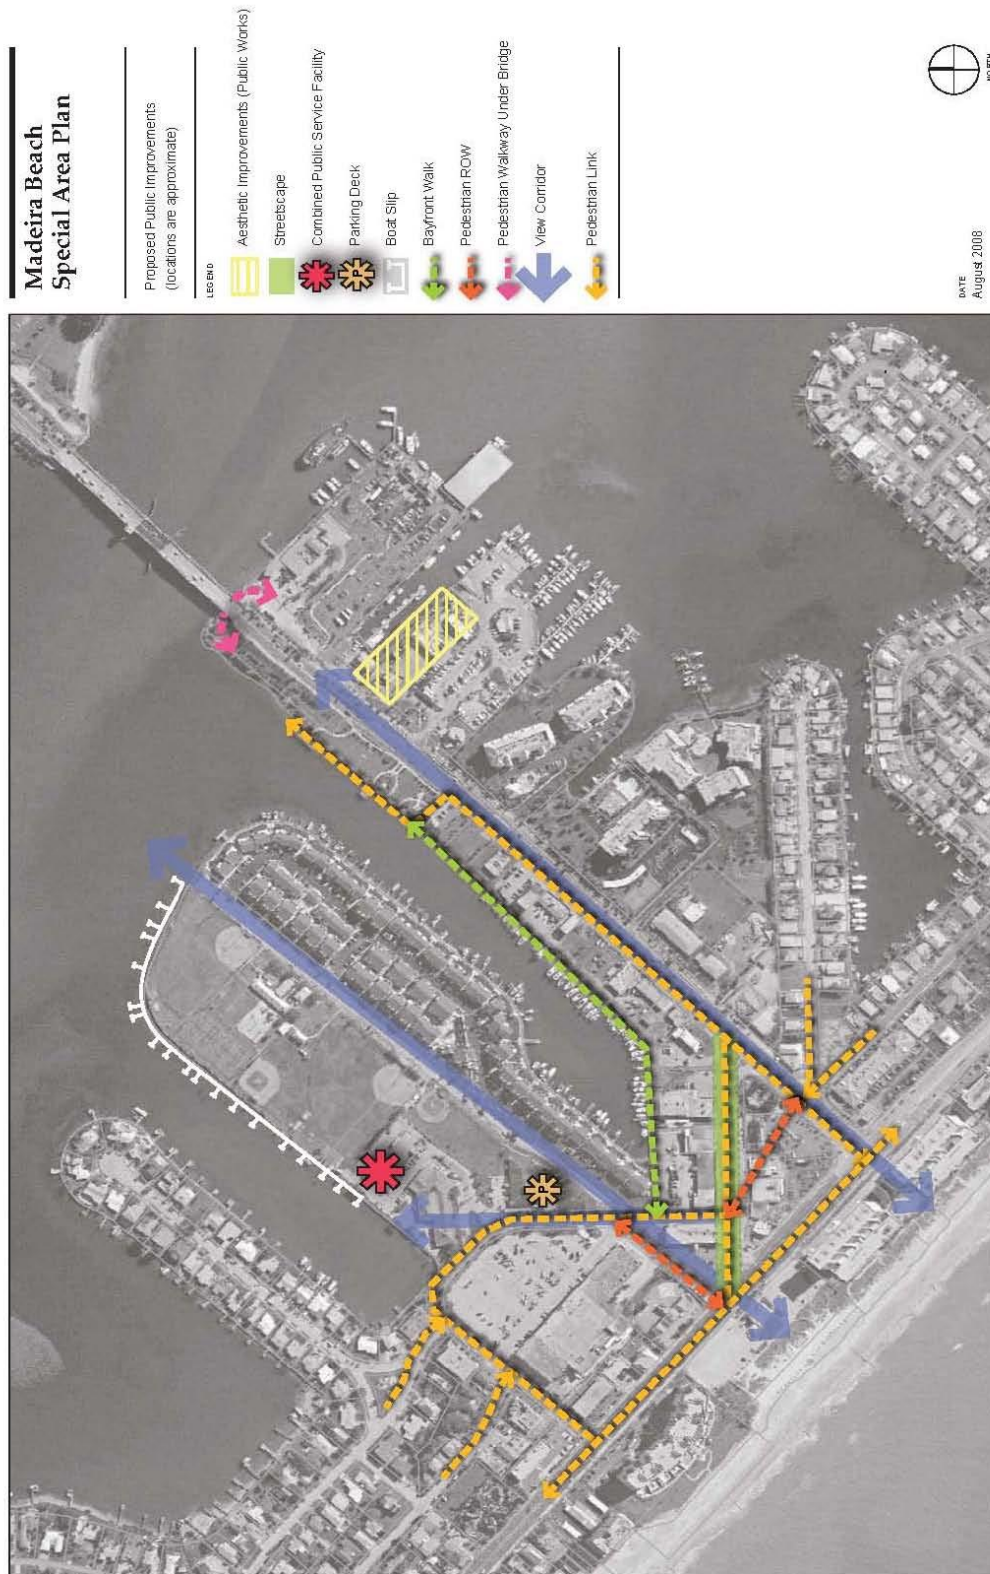 Madeira Beach
Special Area Plan
Proposed Public Improvements
(locations are approximate)
LEGEND
Aesthetic Improvements (Public Works)
Streetscape
Combined Public Service Facility
P
Parking Deck
Boat Slip
Bayfront Walk
Pedestrian ROW
Pedestrian Walkway Under Bridge
View Corridor
Pedestrian Link
DATE
August 2008
NORTH
P